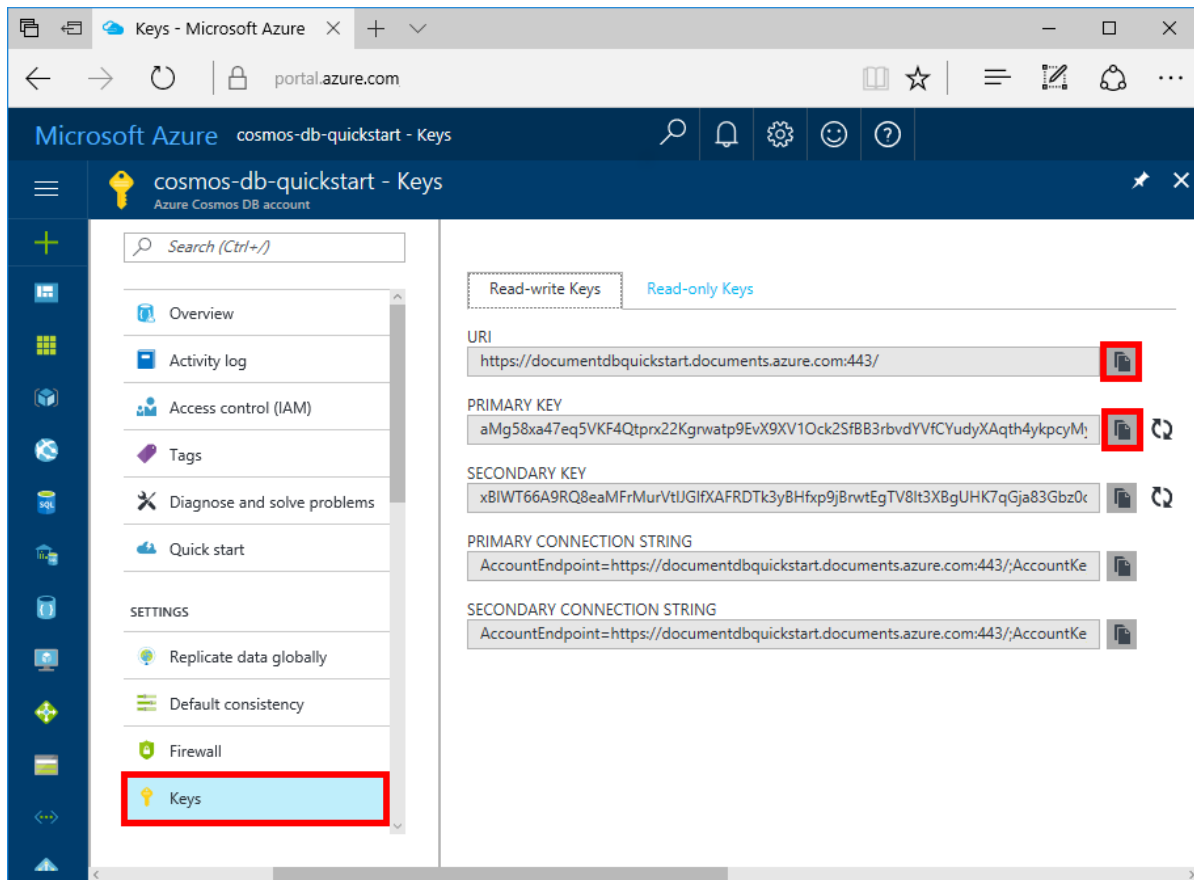 Keys - Microsoft Azure
portal.azure.com
Microsoft Azure cosmos-db-quickstart - Keys
cosmos-db-quickstart - Keys
Azure Cosmos DB account
Search (Ctrl+/)
Overview
Activity log
Access control (IAM)
Tags
Diagnose and solve problems
Quick start
SETTINGS
Replicate data globally
Default consistency
Firewall
Keys
Read-write Keys Read-only Keys
URI
https://documentdbquickstart.documents.azure.com:443/
PRIMARY KEY
aMg58xa47eq5VKF4Qtprx22Kgrwatp9EvX9XV1Ock2SfBB3rbvdYVfCYudyXAqth4ykpcyMy
SECONDARY KEY
PRIMARY CONNECTION STRING
AccountEndpoint=https://documentdbquickstart.documents.azure.com:443/;AccountKe
SECONDARY CONNECTION STRING
AccountEndpoint=https://documentdbquickstart.documents.azure.com:443/;AccountKe